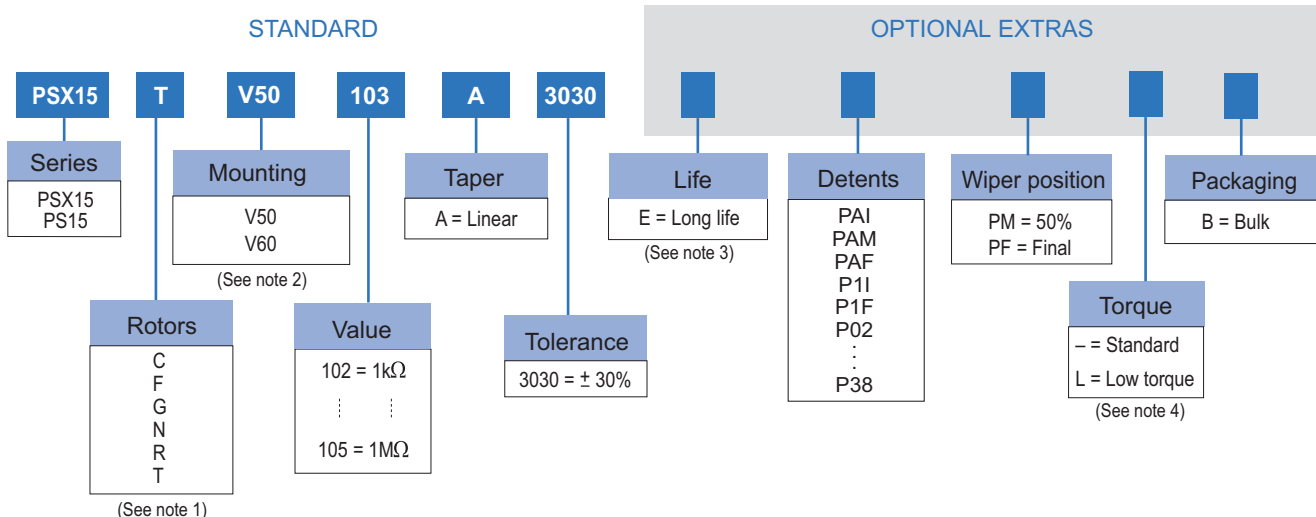 STANDARD
OPTIONAL EXTRAS
PSX15 T V50 103 A 3030
Series
PSX15
PS15
Mounting
V50
V60
(See note 2)
Taper
A = Linear
Life
E = Long life
(See note 3)
Detents
PAI
PAM
PAF
P1I
P1F
P02
:
.
P38
Wiper position
PM = 50%
PF = Final
Packaging
B = Bulk
Rotors
C
F
G
N
R
T
(See note 1)
Value
102 = 1kΩ
105 = 1MΩ
Tolerance
3030 = ± 30%
Torque
– = Standard
L = Low torque
(See note 4)